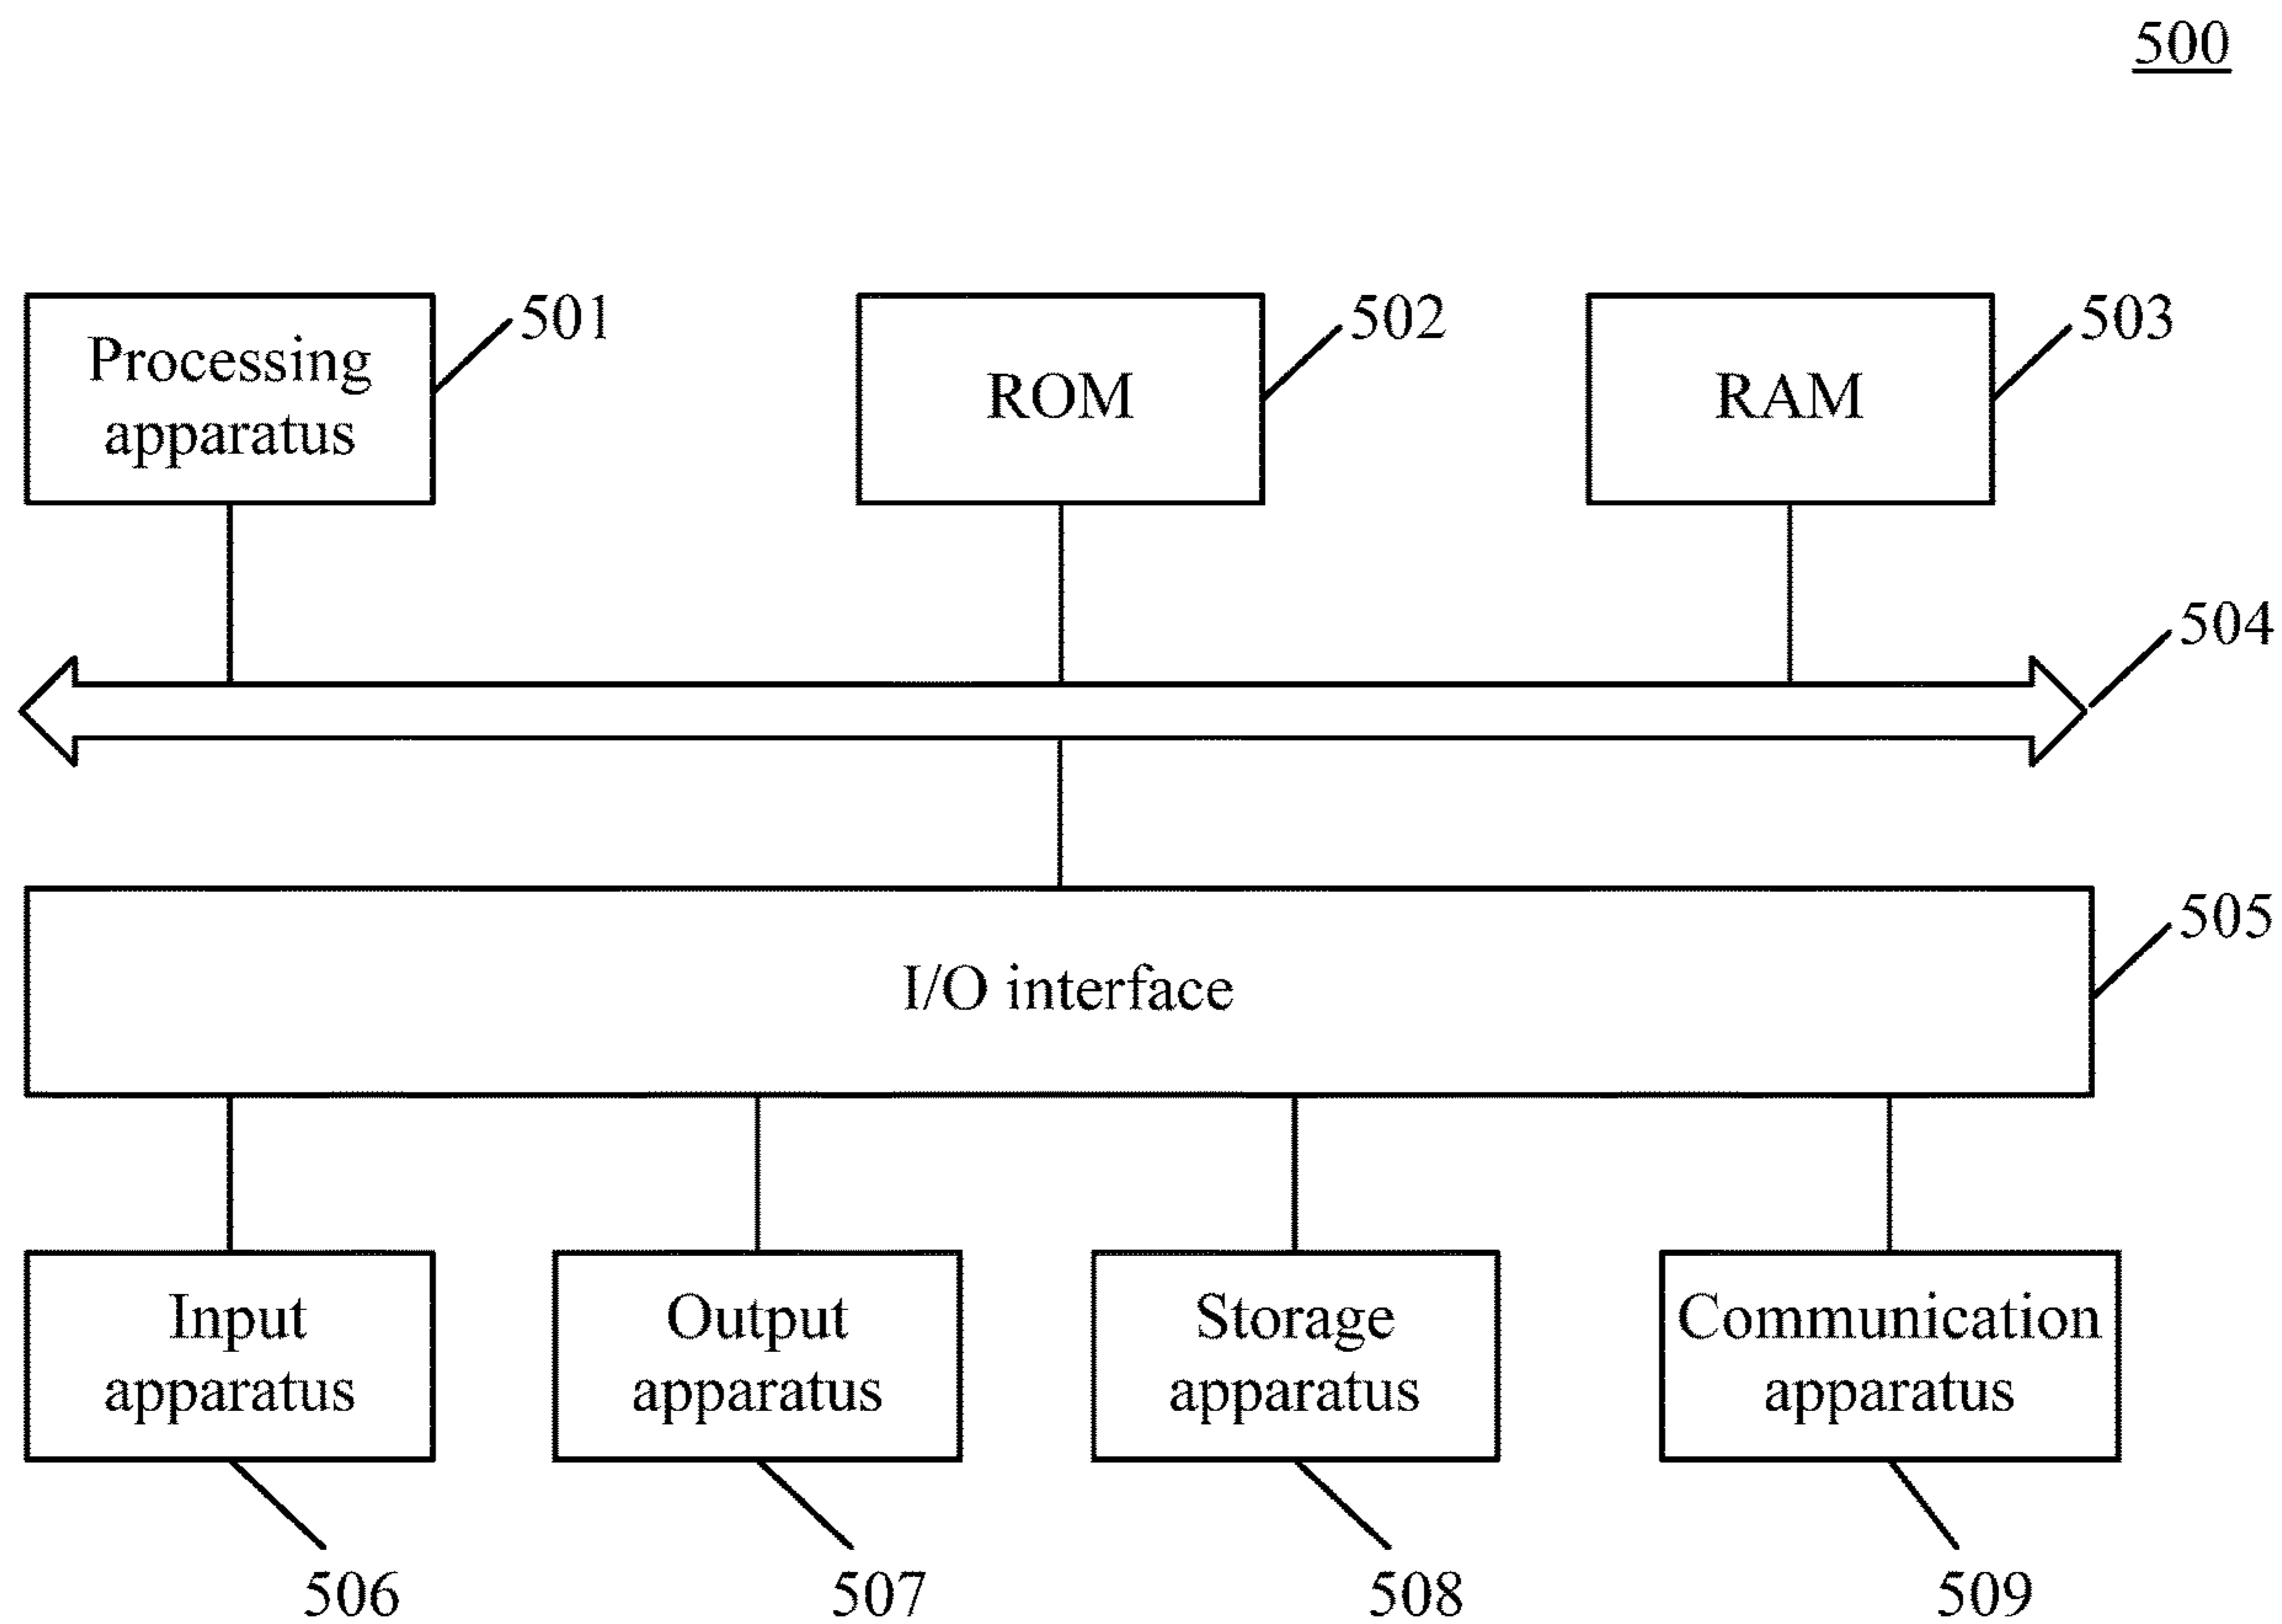 500
Processing
apparatus
501
ROM
502
RAM
503
504
I/O interface
505
Input
apparatus
Output
apparatus
Storage
apparatus
Communication
apparatus
506
507
508
509